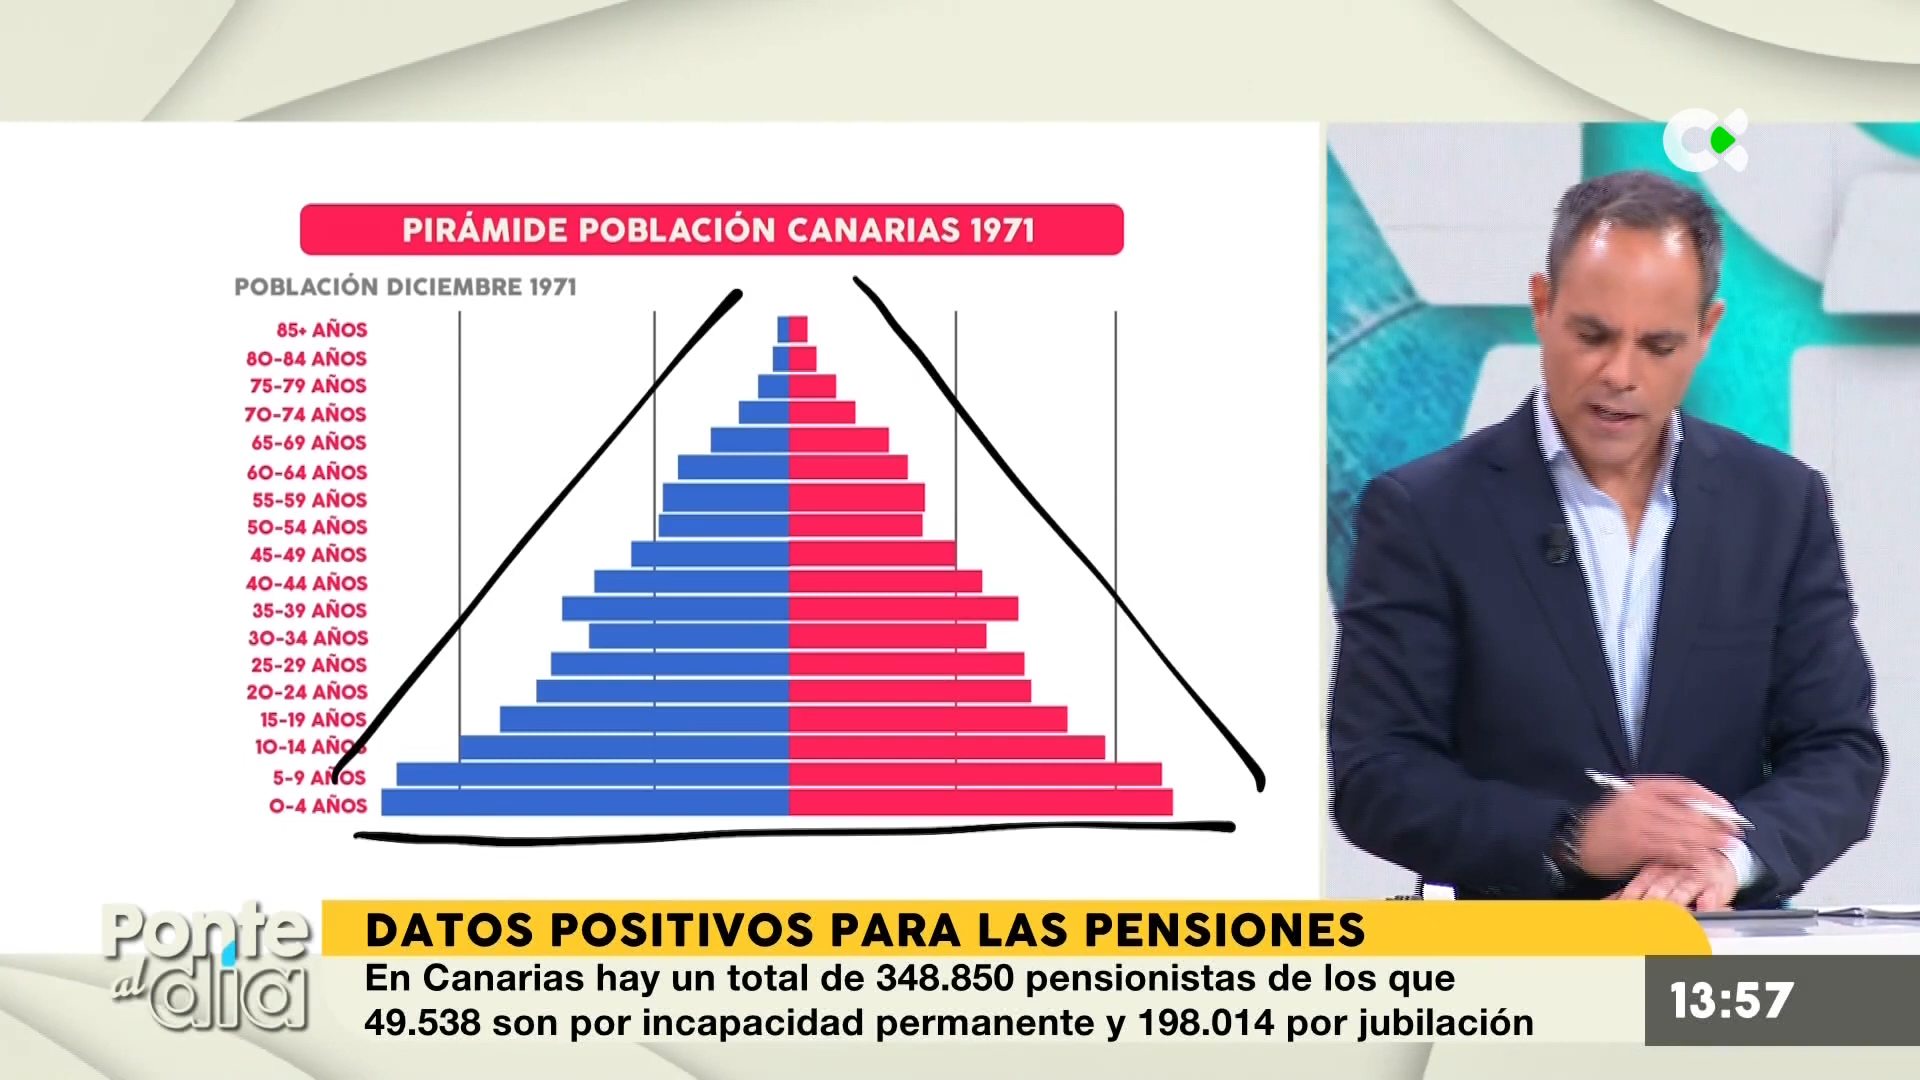 PIRÁMIDE POBLACIÓN CANARIAS 1971
POBLACIÓN DICIEMBRE 1971
85+ AÑOS
80-84 AÑOS
75-79 AÑOS
70-74 AÑOS
65-69 AÑOS
60-64 AÑOS
55-59 AÑOS
50-54 AÑOS
45-49 AÑOS
40-44 AÑOS
35-39 AÑOS
30-34 AÑOS
25-29 AÑOS
20-24 AÑOS
15-19 AÑOS
10-14 AÑOS
5-9 AÑOS
0-4 AÑOS
Ponte
al día
DATOS POSITIVOS PARA LAS PENSIONES
En Canarias hay un total de 348.850 pensionistas de los que
49.538 son por incapacidad permanente y 198.014 por jubilación
13:57